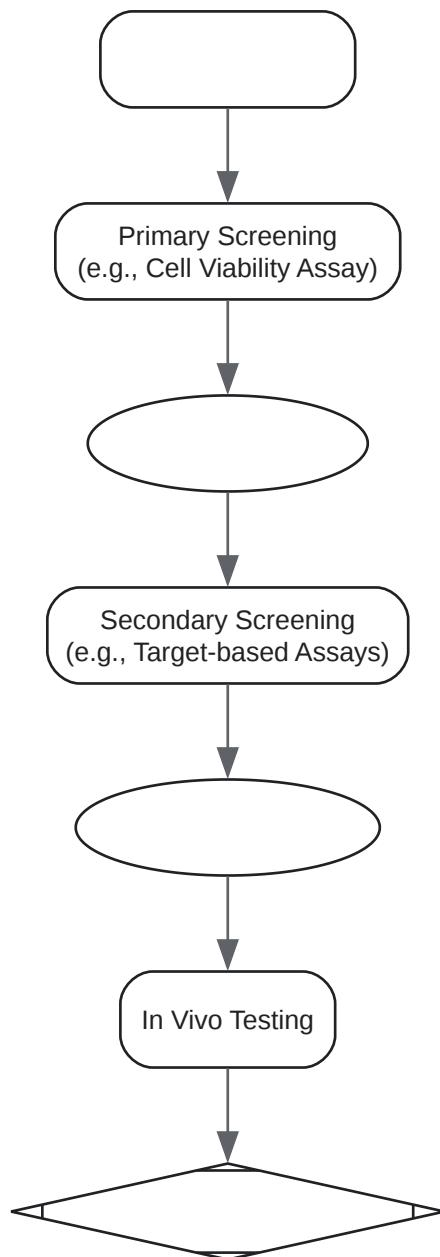 Primary Screening
(e.g., Cell Viability Assay)
Secondary Screening
(e.g., Target-based Assays)
In Vivo Testing